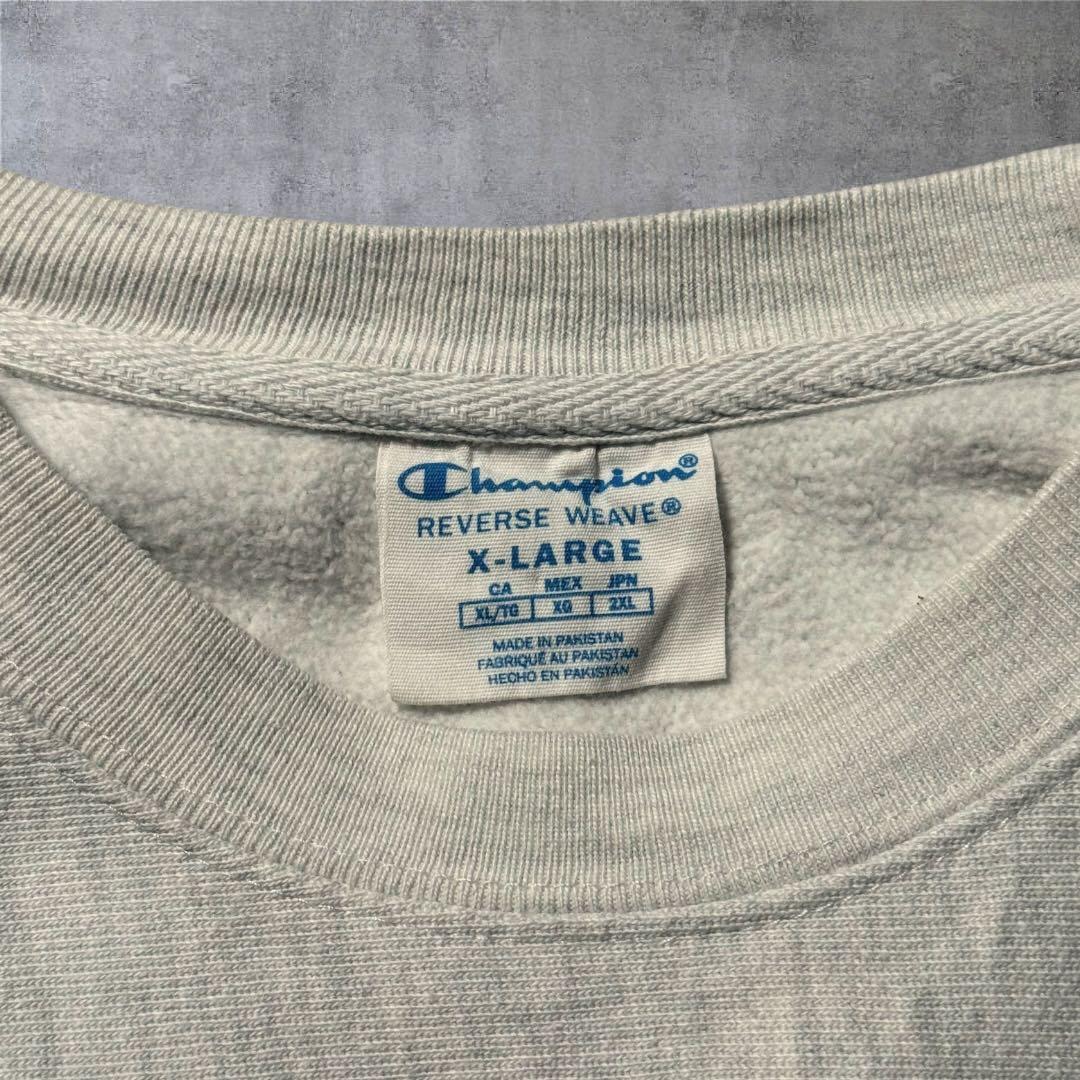 Champion®
REVERSE WEAVE®
X-LARGE
CA MEX JPN
XL/TG XG 2XL
MADE IN PAKISTAN
FABRIQUÉ AU PAKISTAN
HECHO EN PAKISTÁN